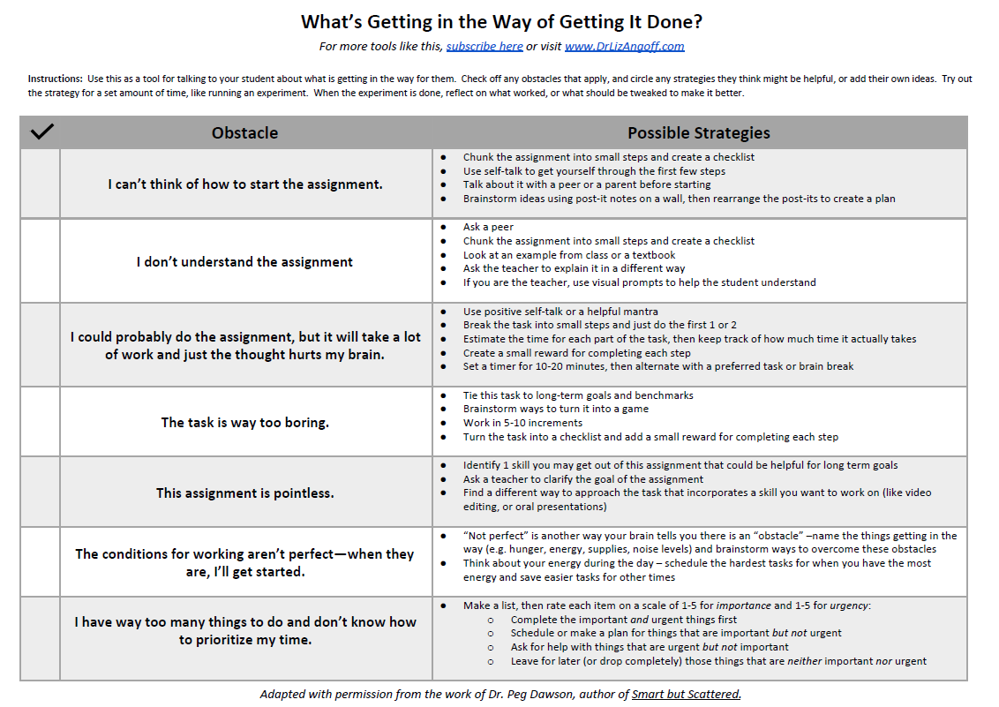 What’s Getting in the Way of Getting It Done?
For more tools like this, subscribe here or visit www.DrLizAngoff.com
Instructions: Use this as a tool for talking to your student about what is getting in the way for them. Check off any obstacles that apply, and circle any strategies they think might be helpful, or add their own ideas. Try out
the strategy for a set amount of time, like running an experiment. When the experiment is done, reflect on what worked, or what should be tweaked to make it better.
✓ Obstacle Possible Strategies
I can’t think of how to start the assignment.
● Chunk the assignment into small steps and create a checklist
● Use self-talk to get yourself through the first few steps
● Talk about it with a peer or a parent before starting
● Brainstorm ideas using post-it notes on a wall, then rearrange the post-its to create a plan
I don’t understand the assignment
● Ask a peer
● Chunk the assignment into small steps and create a checklist
● Look at an example from class or a textbook
● Ask the teacher to explain it in a different way
● If you are the teacher, use visual prompts to help the student understand
I could probably do the assignment, but it will take a lot
of work and just the thought hurts my brain.
● Use positive self-talk or a helpful mantra
● Break the task into small steps and just do the first 1 or 2
● Estimate the time for each part of the task, then keep track of how much time it actually takes
● Create a small reward for completing each step
● Set a timer for 10-20 minutes, then alternate with a preferred task or brain break
The task is way too boring.
● Tie this task to long-term goals and benchmarks
● Brainstorm ways to turn it into a game
● Work in 5-10 increments
● Turn the task into a checklist and add a small reward for completing each step
This assignment is pointless.
● Identify 1 skill you may get out of this assignment that could be helpful for long term goals
● Ask a teacher to clarify the goal of the assignment
● Find a different way to approach the task that incorporates a skill you want to work on (like video
editing, or oral presentations)
The conditions for working aren’t perfect—when they
are, I’ll get started.
● “Not perfect” is another way your brain tells you there is an “obstacle” –name the things getting in the
way (e.g. hunger, energy, supplies, noise levels) and brainstorm ways to overcome these obstacles
● Think about your energy during the day – schedule the hardest tasks for when you have the most
energy and save easier tasks for other times
I have way too many things to do and don’t know how
to prioritize my time.
● Make a list, then rate each item on a scale of 1-5 for importance and 1-5 for urgency:
○ Complete the important and urgent things first
○ Schedule or make a plan for things that are important but not urgent
○ Ask for help with things that are urgent but not important
○ Leave for later (or drop completely) those things that are neither important nor urgent
Adapted with permission from the work of Dr. Peg Dawson, author of Smart but Scattered.